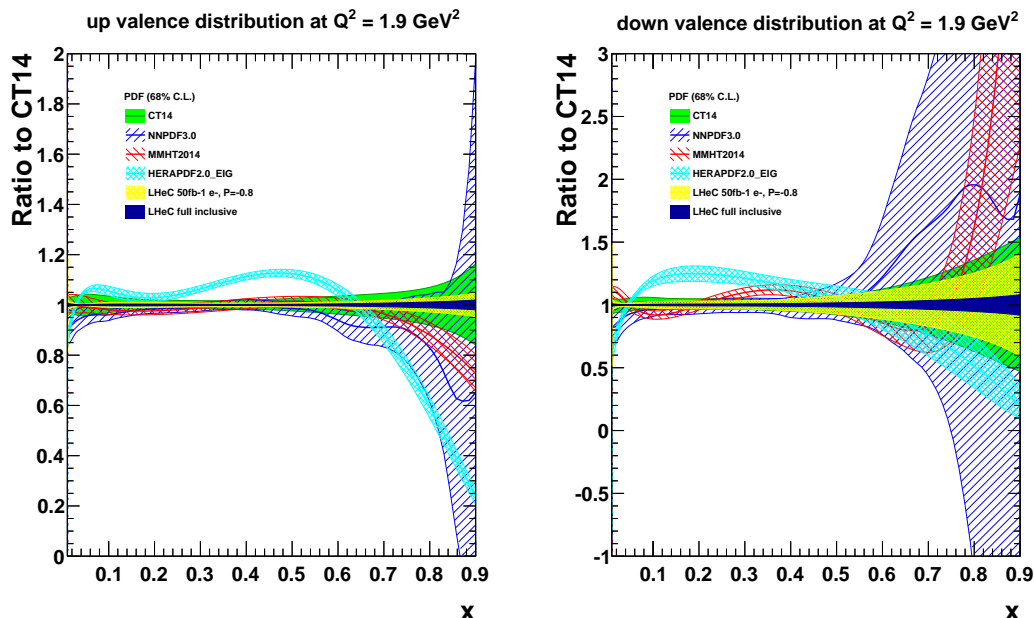 up valence distribution at Q² = 1.9 GeV²
Ratio to CT14
2
1.8
1.6
1.4
1.2
1
0.8
0.6
0.4
0.2
0
PDF (68% C.L.)
CT14
NNPDF3.0
MMHT2014
HERAPDF2.0_EIG
LHeC 50fb-1 e-, P=-0.8
LHeC full inclusive
0.1 0.2 0.3 0.4 0.5 0.6 0.7 0.8 0.9
x
down valence distribution at Q² = 1.9 GeV²
Ratio to CT14
3
2.5
2
1.5
1
0.5
0
-0.5
-1
PDF (68% C.L.)
CT14
NNPDF3.0
MMHT2014
HERAPDF2.0_EIG
LHeC 50fb-1 e-, P=-0.8
LHeC full inclusive
0.1 0.2 0.3 0.4 0.5 0.6 0.7 0.8 0.9
x